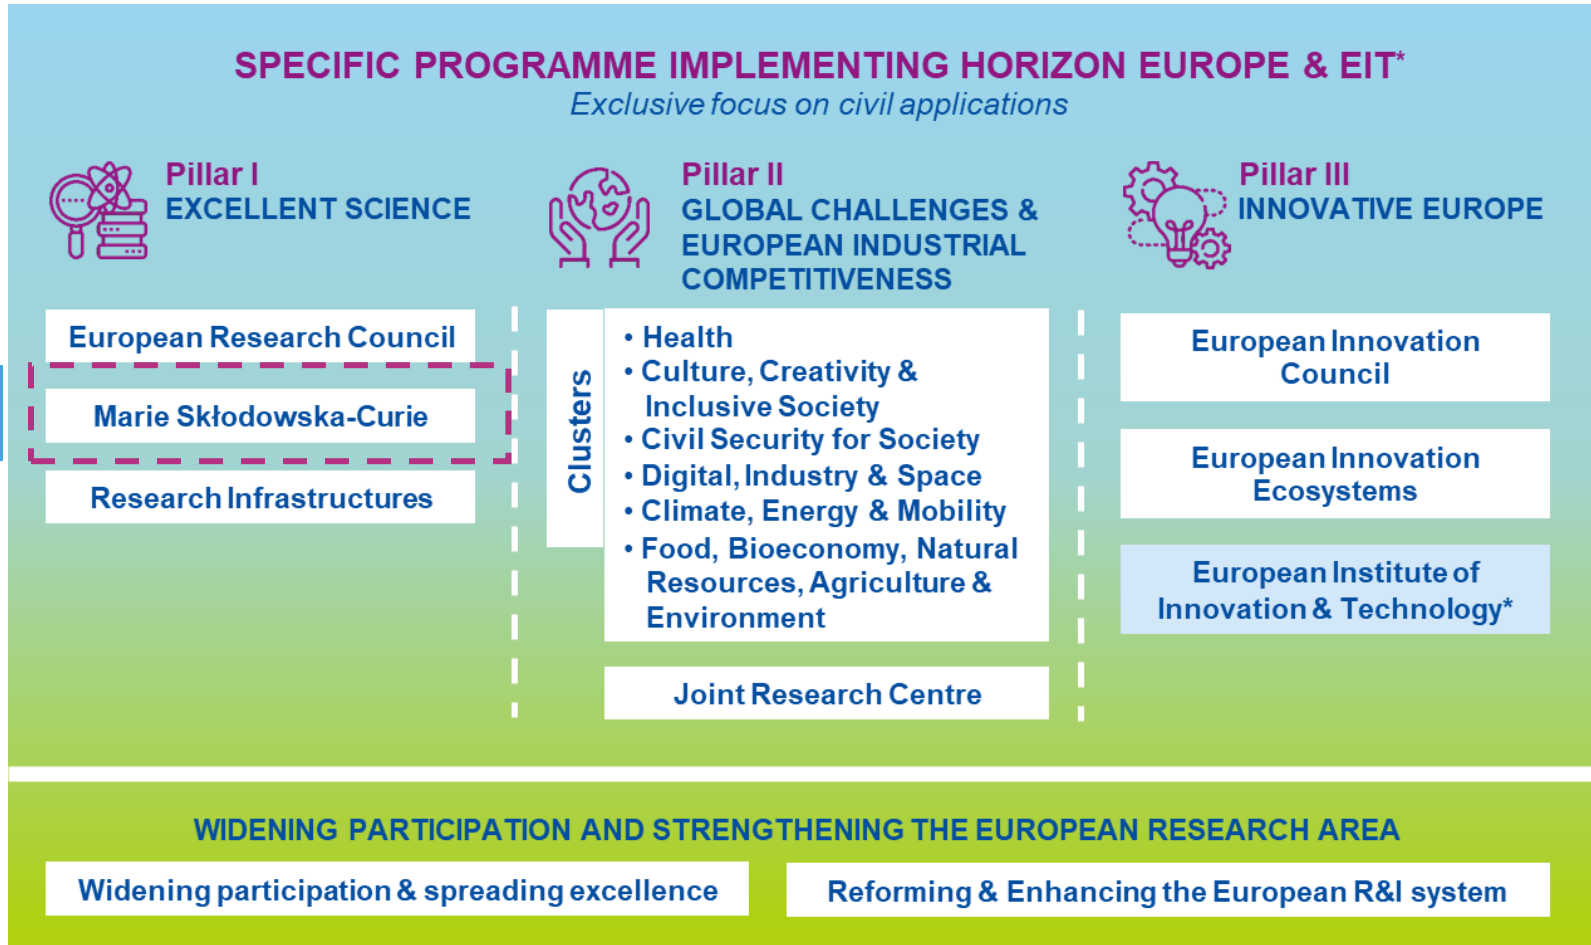 SPECIFIC PROGRAMME IMPLEMENTING HORIZON EUROPE & EIT*
Exclusive focus on civil applications
Pillar I
EXCELLENT SCIENCE
European Research Council
Marie Skłodowska-Curie
Research Infrastructures
Pillar II
GLOBAL CHALLENGES &
EUROPEAN INDUSTRIAL
COMPETITIVENESS
Clusters
• Health
• Culture, Creativity &
Inclusive Society
• Civil Security for Society
• Digital, Industry & Space
• Climate, Energy & Mobility
• Food, Bioeconomy, Natural
Resources, Agriculture &
Environment
Joint Research Centre
Pillar III
INNOVATIVE EUROPE
European Innovation
Council
European Innovation
Ecosystems
European Institute of
Innovation & Technology*
WIDENING PARTICIPATION AND STRENGTHENING THE EUROPEAN RESEARCH AREA
Widening participation & spreading excellence
Reforming & Enhancing the European R&I system